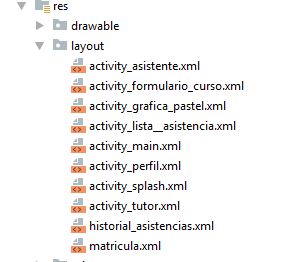 res
drawable
layout
activity_asistente.xml
activity_formulario_curso.xml
activity_grafica_pastel.xml
activity_lista__asistencia.xml
activity_main.xml
activity_perfil.xml
activity_splash.xml
activity_tutor.xml
historial_asistencias.xml
matricula.xml